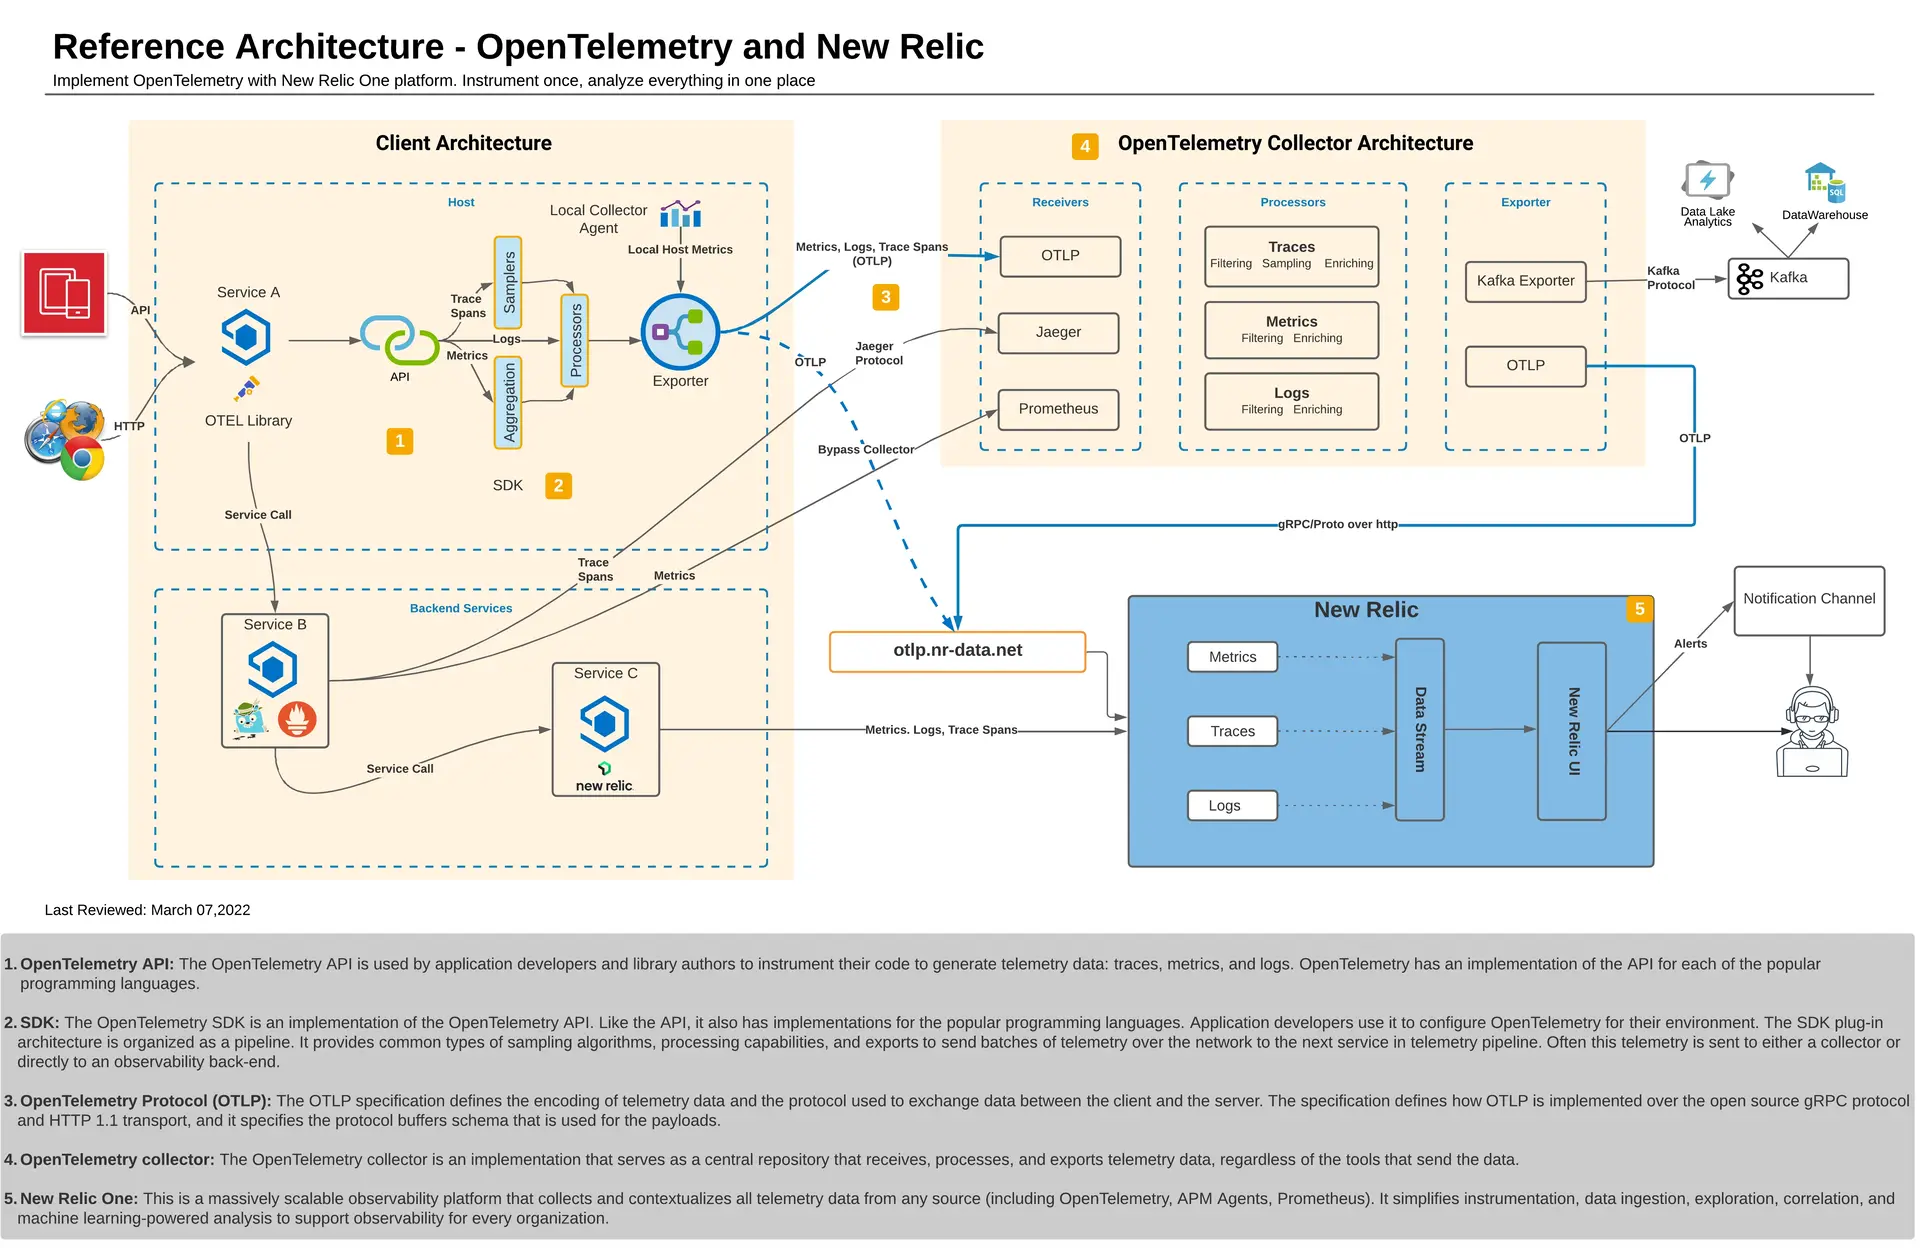 Reference Architecture - OpenTelemetry and New Relic
Implement OpenTelemetry with New Relic One platform. Instrument once, analyze everything in one place
Client Architecture
Host
Local Collector
Agent
Local Host Metrics
API
HTTP
Service A
OTEL Library
API
1
Trace
Spans
Logs
Metrics
Samplers
Aggregation
Processors
Exporter
SDK
2
Service Call
Trace
Spans
Metrics
Backend Services
Service B
Service Call
Service C
new relic
Metrics, Logs, Trace Spans
(OTLP)
3
OTLP
Jaeger
Protocol
Bypass Collector
4
OpenTelemetry Collector Architecture
Receivers
OTLP
Jaeger
Prometheus
Processors
Traces
Filtering Sampling Enriching
Metrics
Filtering Enriching
Logs
Filtering Enriching
Exporter
Kafka Exporter
OTLP
Kafka
Protocol
Kafka
Data Lake
Analytics
SQL
DataWarehouse
OTLP
gRPC/Proto over http
otlp.nr-data.net
Metrics. Logs, Trace Spans
New Relic
5
Metrics
Traces
Logs
Data Stream
New Relic UI
Alerts
Notification Channel
Last Reviewed: March 07,2022
1. OpenTelemetry API: The OpenTelemetry API is used by application developers and library authors to instrument their code to generate telemetry data: traces, metrics, and logs. OpenTelemetry has an implementation of the API for each of the popular
programming languages.
2. SDK: The OpenTelemetry SDK is an implementation of the OpenTelemetry API. Like the API, it also has implementations for the popular programming languages. Application developers use it to configure OpenTelemetry for their environment. The SDK plug-in
architecture is organized as a pipeline. It provides common types of sampling algorithms, processing capabilities, and exports to send batches of telemetry over the network to the next service in telemetry pipeline. Often this telemetry is sent to either a collector or
directly to an observability back-end.
3. OpenTelemetry Protocol (OTLP): The OTLP specification defines the encoding of telemetry data and the protocol used to exchange data between the client and the server. The specification defines how OTLP is implemented over the open source gRPC protocol
and HTTP 1.1 transport, and it specifies the protocol buffers schema that is used for the payloads.
4. OpenTelemetry collector: The OpenTelemetry collector is an implementation that serves as a central repository that receives, processes, and exports telemetry data, regardless of the tools that send the data.
5. New Relic One: This is a massively scalable observability platform that collects and contextualizes all telemetry data from any source (including OpenTelemetry, APM Agents, Prometheus). It simplifies instrumentation, data ingestion, exploration, correlation, and
machine learning-powered analysis to support observability for every organization.